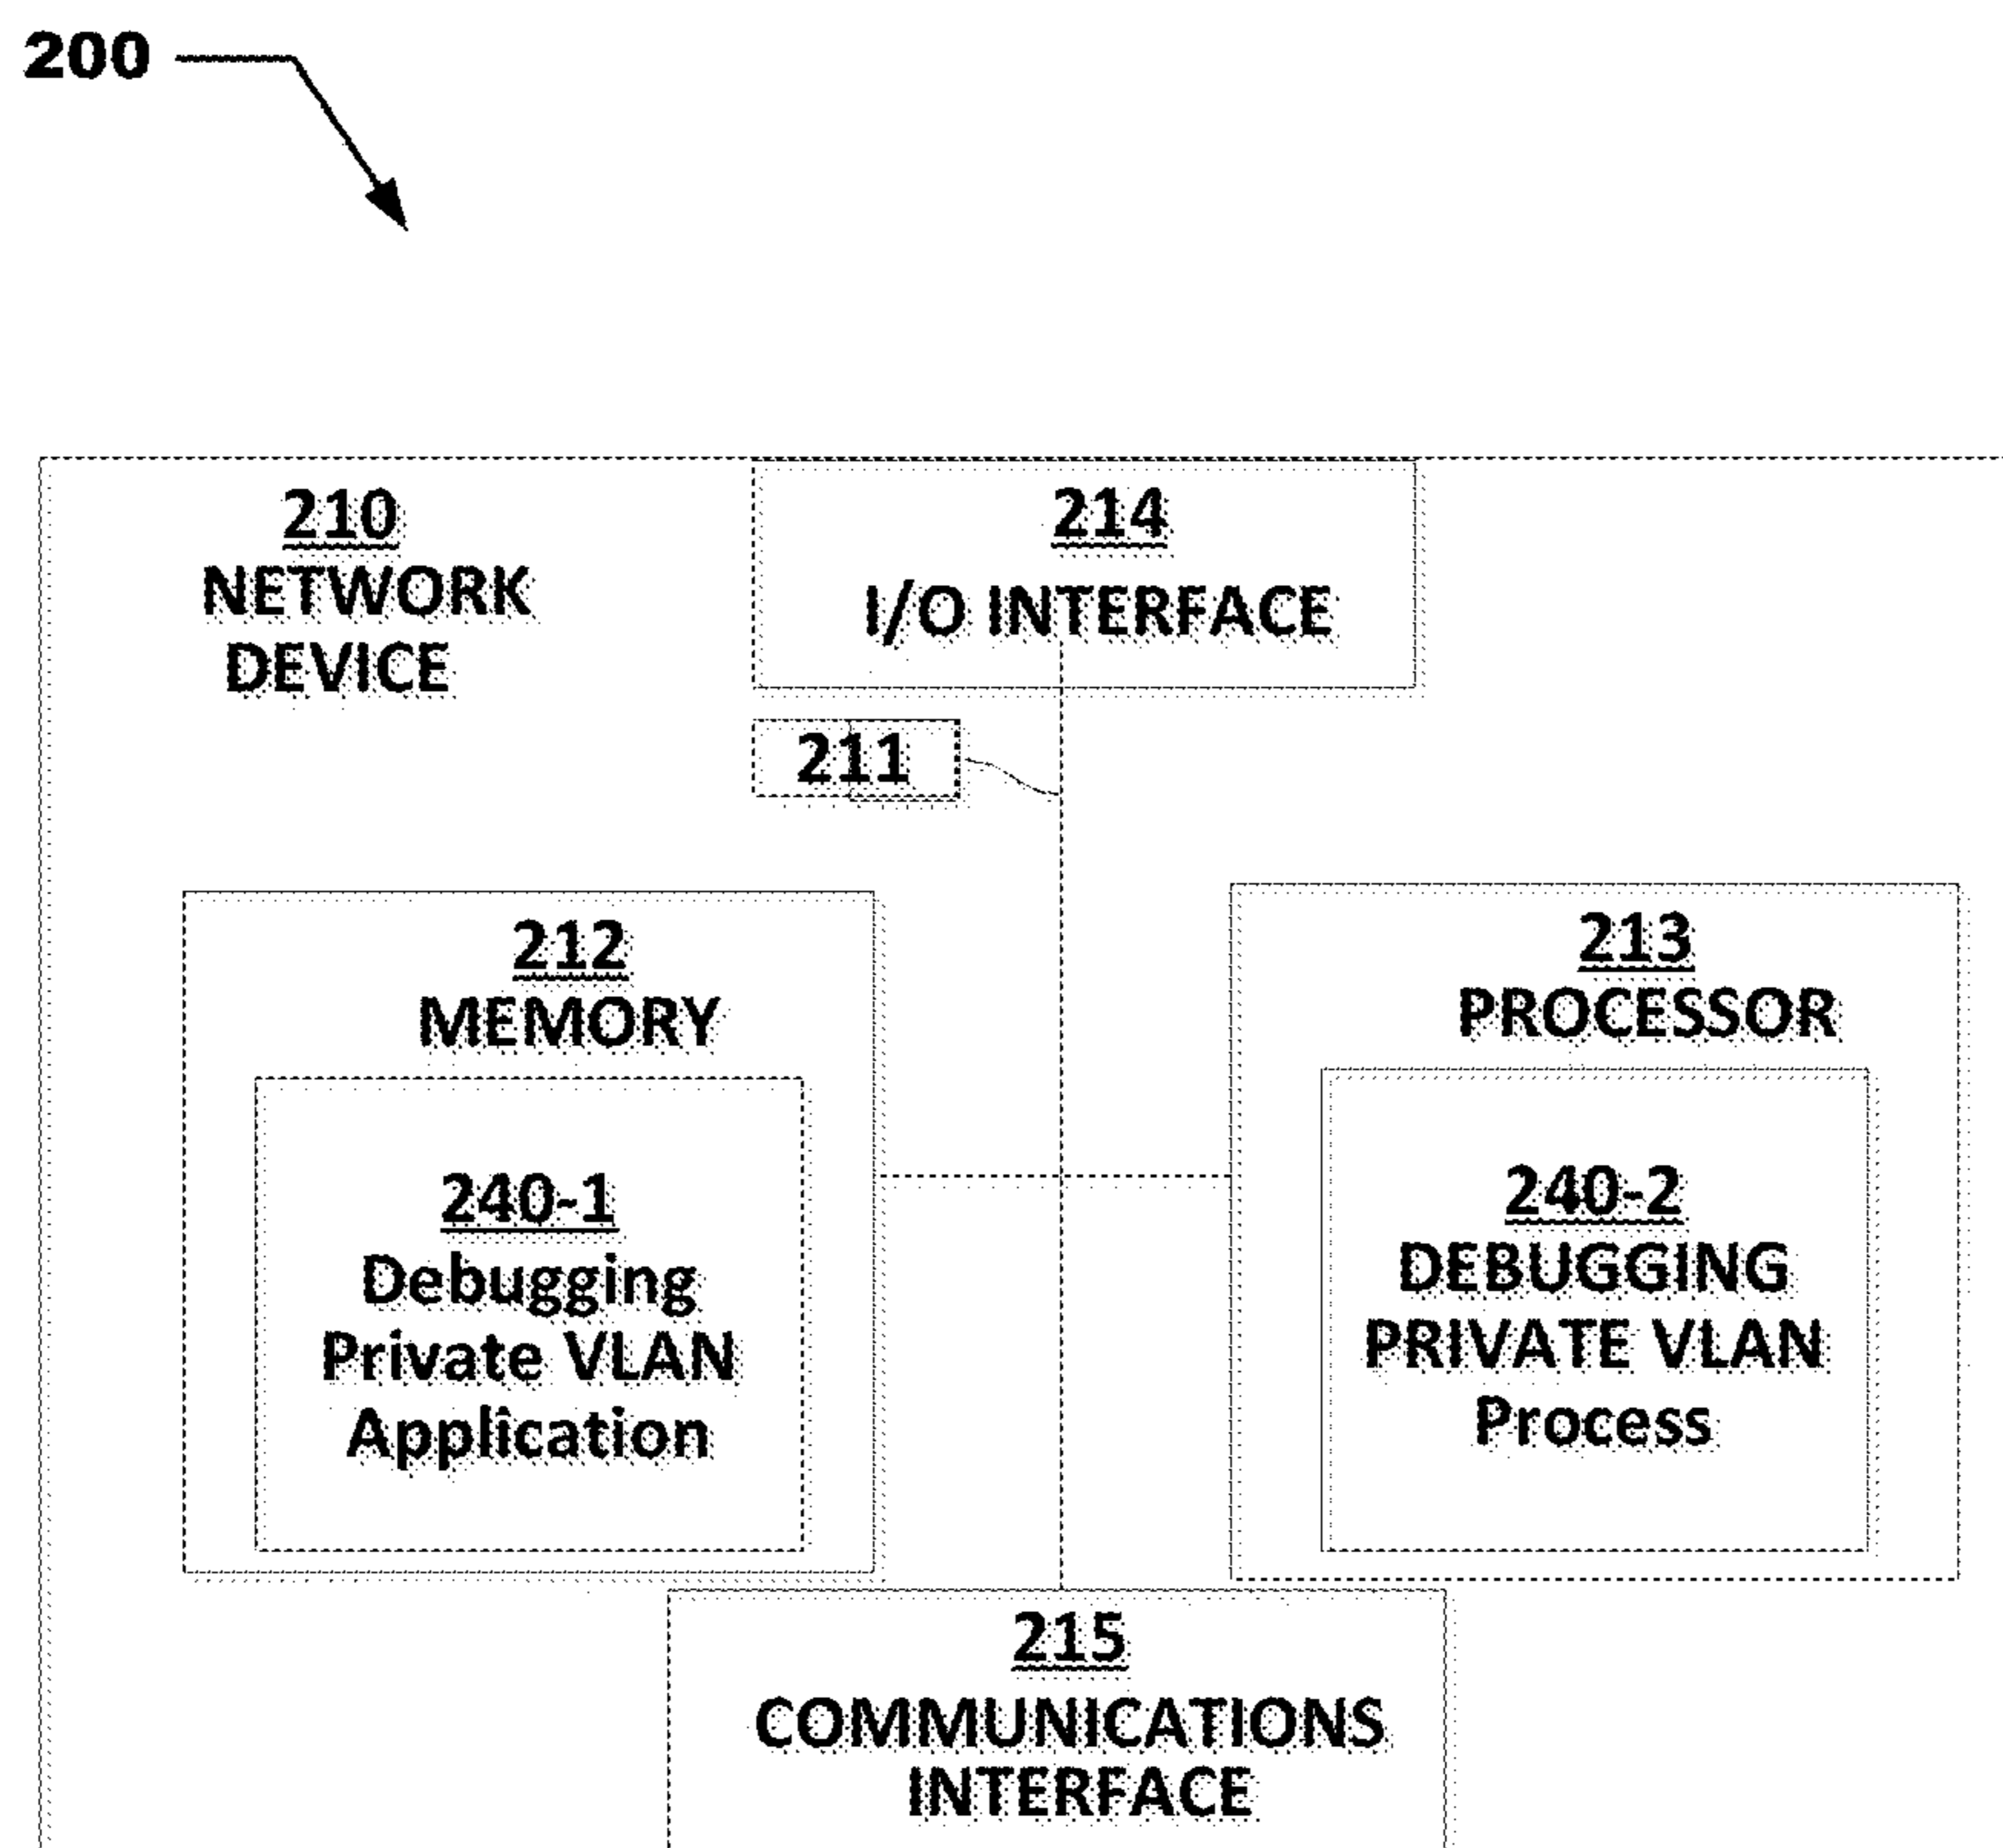 200
210
NETWORK
DEVICE
214
I/O INTERFACE
211
212
MEMORY
213
PROCESSOR
240-1
Debugging
Private VLAN
Application
240-2
DEBUGGING
PRIVATE VLAN
Process
215
COMMUNICATIONS
INTERFACE